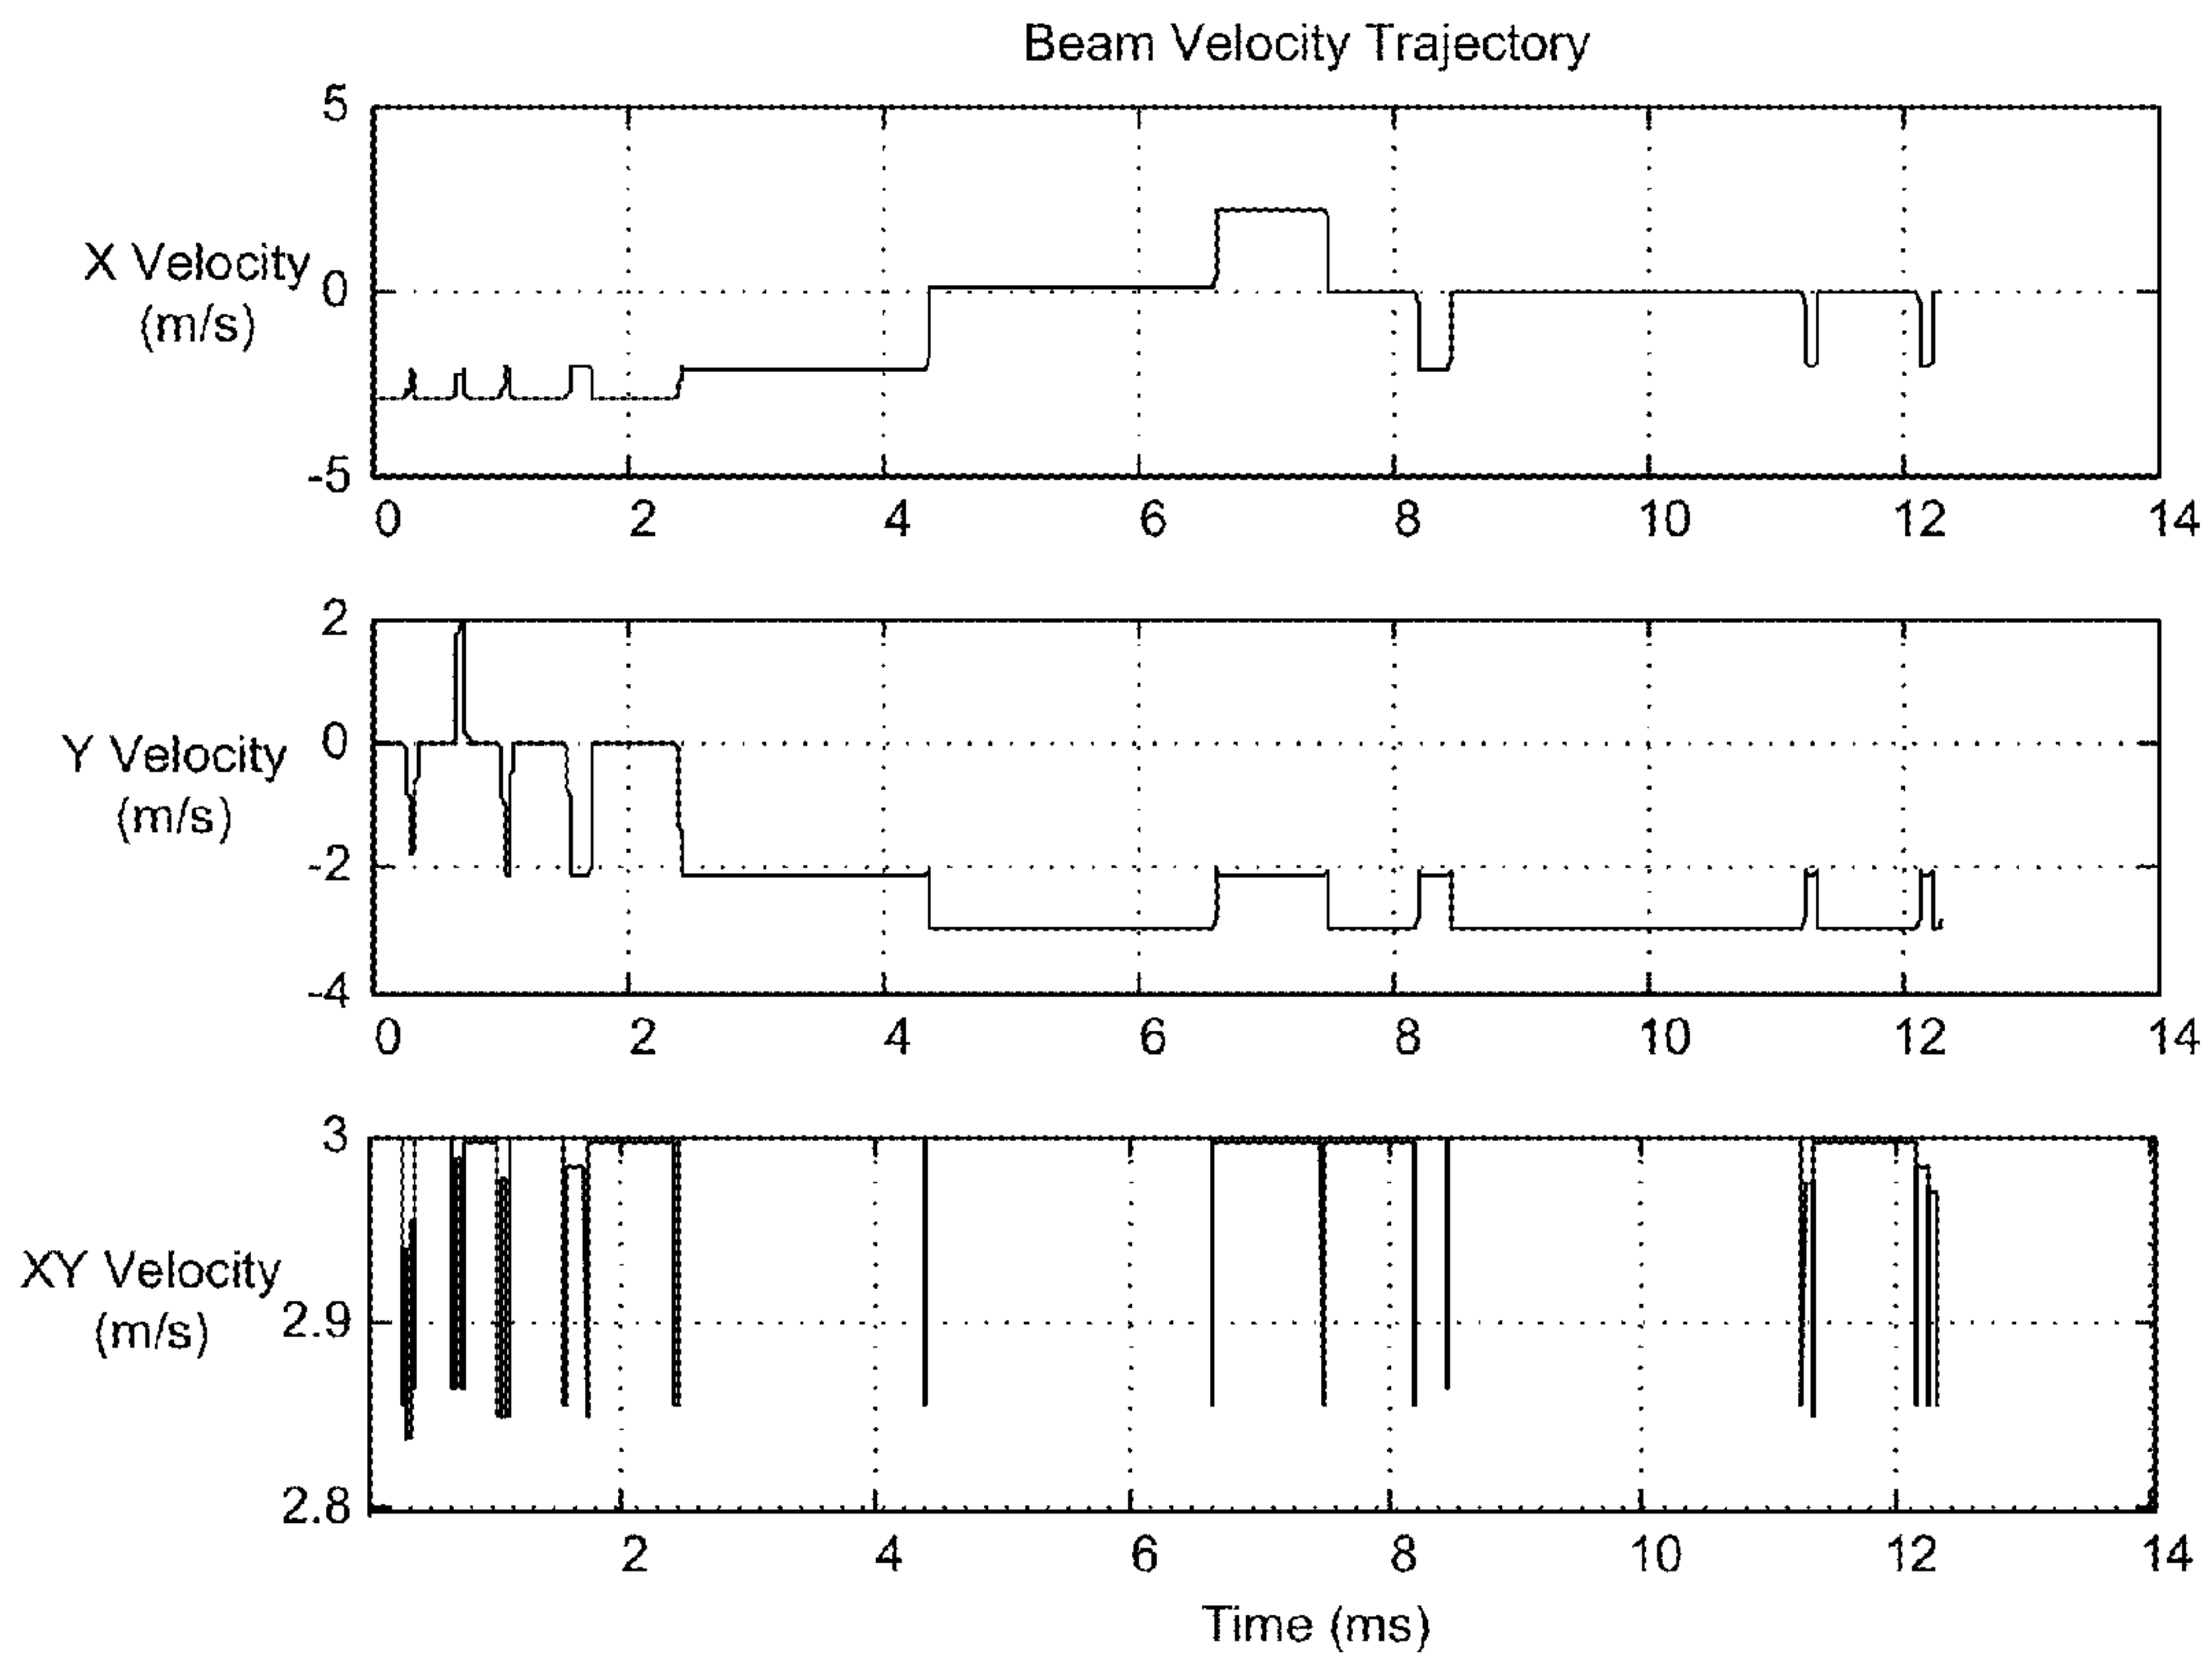 Beam Velocity Trajectory
5
X Velocity
(m/s)
0
-5
0 2 4 6 8 10 12 14
2
Y Velocity
(m/s)
0
-2
-4
0 2 4 6 8 10 12 14
3
XY Velocity
(m/s)
2.9
2.8
2 4 6 8 10 12 14
Time (ms)